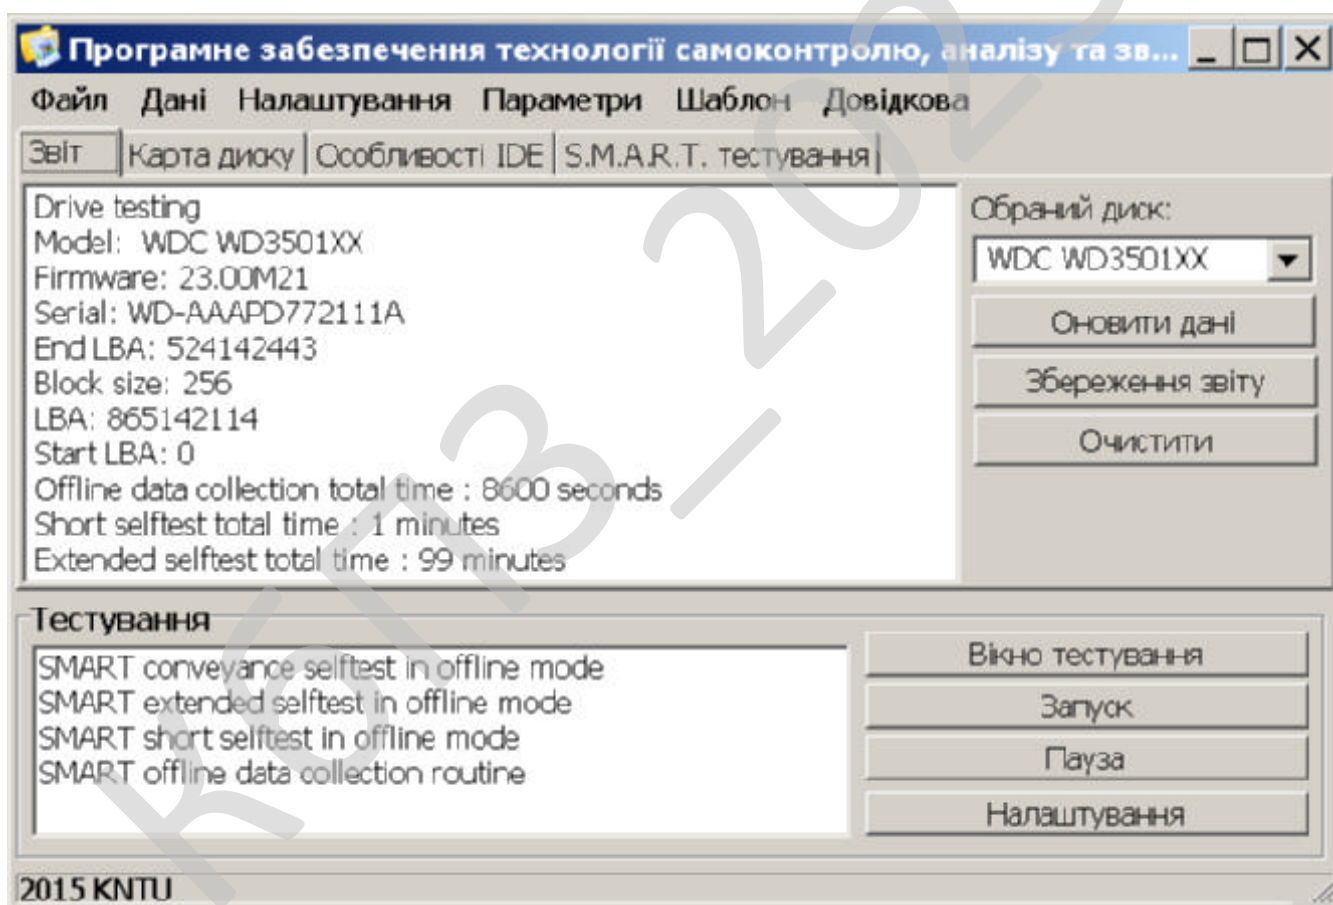 Програмне забезпечення технології самоконтролю, аналізу та зв...
Файл Дані Налаштування Параметри Шаблон Довідкова
Звіт Карта диску Особливості IDE S.M.A.R.T. тестування
Drive testing
Model: WDC WD3501XX
Firmware: 23.00M21
Serial: WD-AAAPD772111A
End LBA: 524142443
Block size: 256
LBA: 865142114
Start LBA: 0
Offline data collection total time : 8600 seconds
Short selftest total time : 1 minutes
Extended selftest total time : 99 minutes
Обраний диск:
WDC WD3501XX
Оновити дані
Збереження звіту
Очистити
Тестування
SMART conveyance selftest in offline mode
SMART extended selftest in offline mode
SMART short selftest in offline mode
SMART offline data collection routine
Вікно тестування
Запуск
Пауза
Налаштування
2015 KNTU